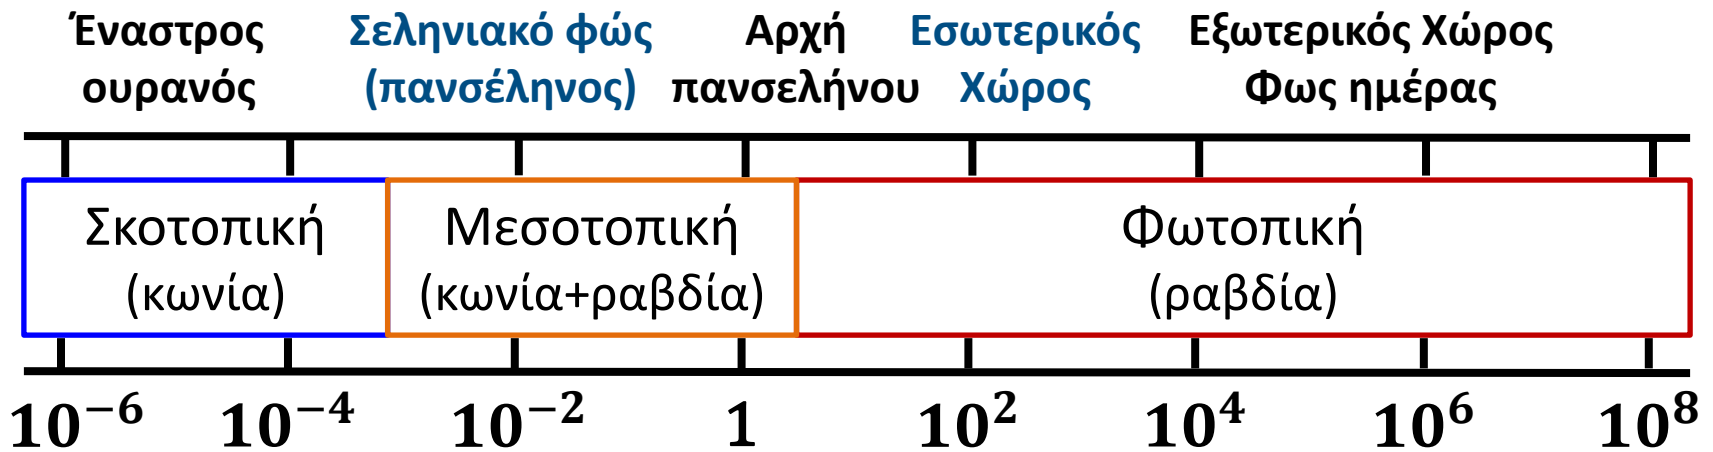 Έναστρος ουρανός
Σεληνιακό φώς (πανσέληνος)
Αρχή πανσελήνου
Εσωτερικός Χώρος
Εξωτερικός Χώρος Φως ημέρας
Σκοτοπική
(κωνία)
Μεσοτοπική
(κωνία+ραβδία)
Φωτοπική
(ραβδία)
10⁻⁶ 10⁻⁴ 10⁻² 1 10² 10⁴ 10⁶ 10⁸